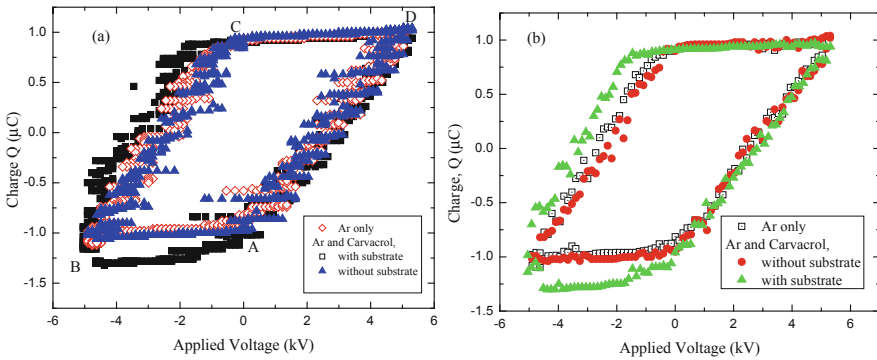 (a)
C
D
A
B
Charge Q (μC)
1.0
0.5
0.0
-0.5
-1.0
-1.5
-6
-4
-2
0
2
4
6
Applied Voltage (kV)
Ar only
Ar and Carvacrol,
with substrate
without substrate
(b)
Charge, Q (μC)
1.0
0.5
0.0
-0.5
-1.0
-1.5
-6
-4
-2
0
2
4
6
Applied Voltage (kV)
Ar only
Ar and Carvacrol,
without substrate
with substrate